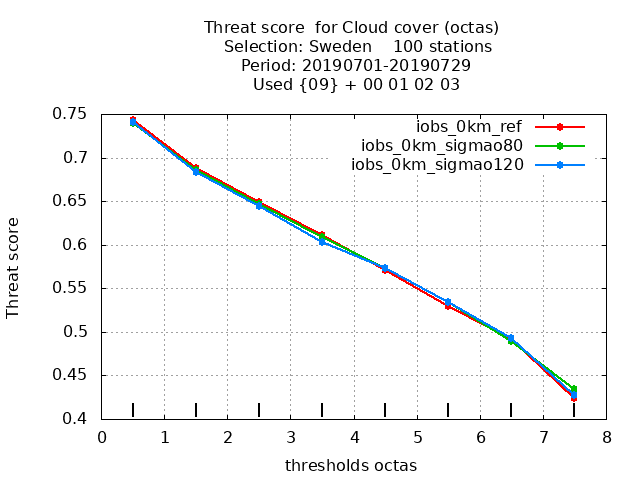 Threat score  for Cloud cover (octas)
Selection: Sweden    100 stations
Period: 20190701-20190729
Used {09} + 00 01 02 03
iobs_0km_ref
iobs_0km_sigmao80
iobs_0km_sigmao120
Threat score
0.75
0.7
0.65
0.6
0.55
0.5
0.45
0.4
0 1 2 3 4 5 6 7 8
thresholds octas